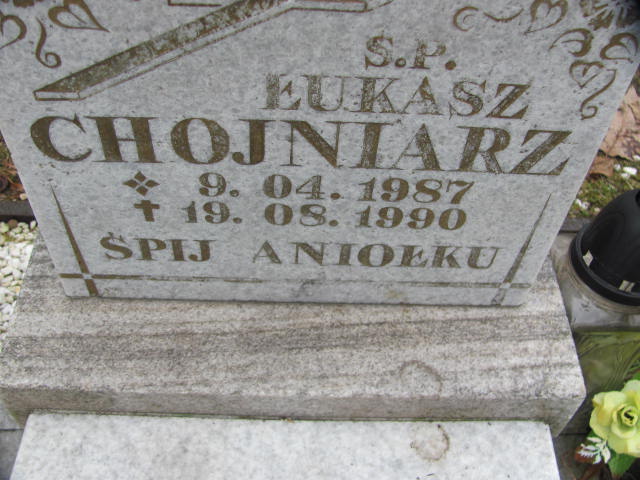 Ś.P.
ŁUKASZ
CHOJNIARZ
9. 04. 1987
19. 08. 1990
ŚPIJ ANIOŁKU